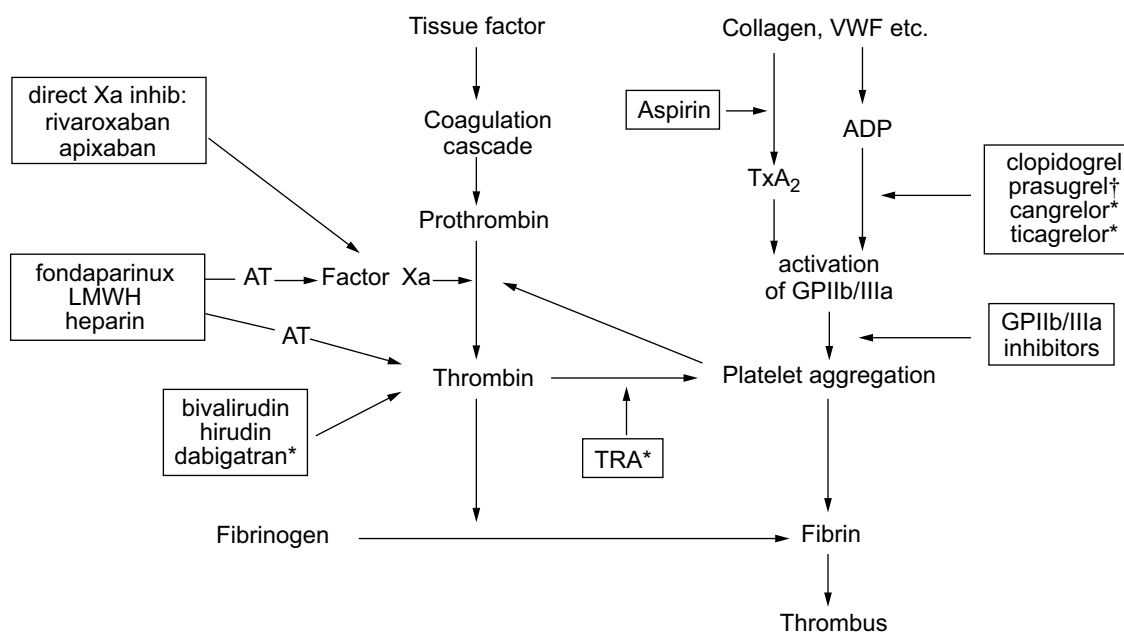 Tissue factor
Collagen, VWF etc.
direct Xa inhib:
rivaroxaban
apixaban
Aspirin
Coagulation
cascade
ADP
clopidogrel
prasugrel†
cangrelor*
ticagrelor*
TxA2
Prothrombin
fondaparinux
LMWH
heparin
AT
Factor Xa
activation
of GPIIb/IIIa
AT
GPIIb/IIIa
inhibitors
Thrombin
Platelet aggregation
bivalirudin
hirudin
dabigatran*
TRA*
Fibrinogen
Fibrin
Thrombus